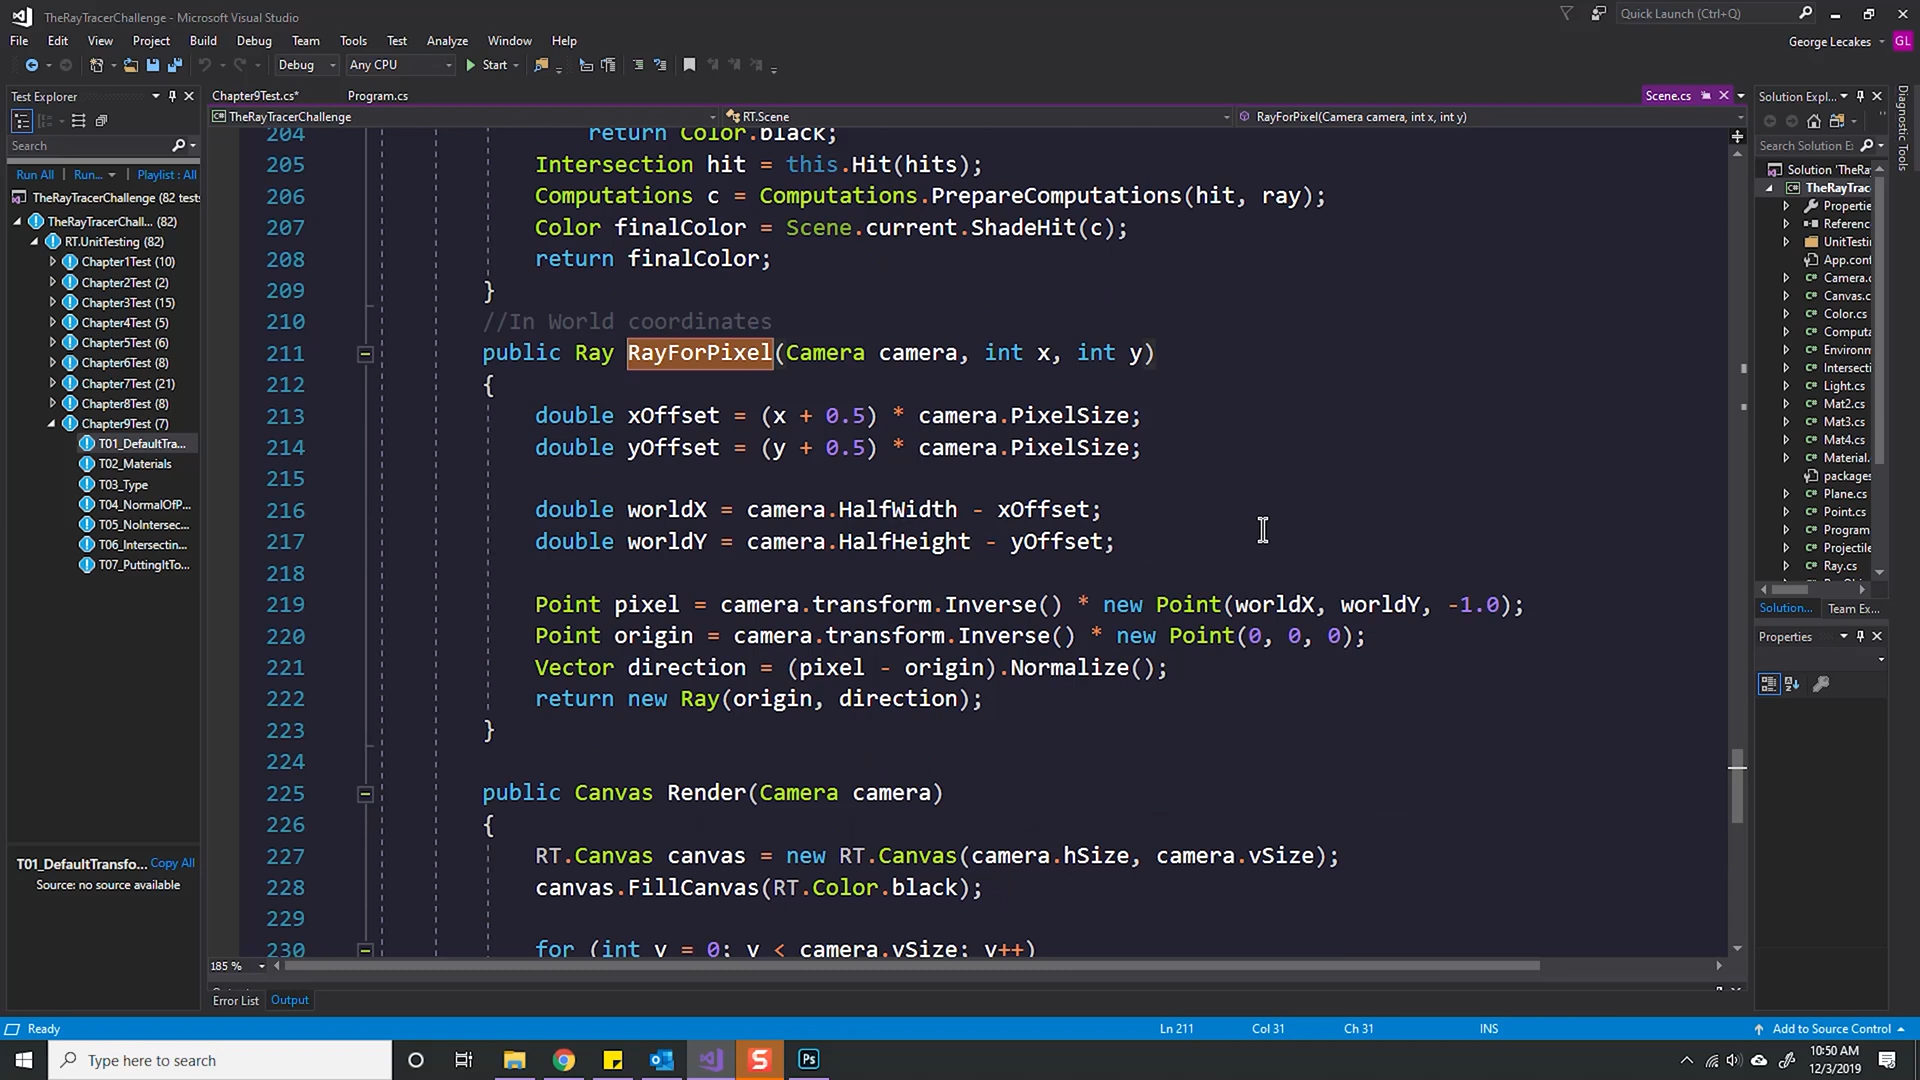 TheRayTracerChallenge - Microsoft Visual Studio
Quick Launch (Ctrl+Q)
File Edit View Project Build Debug Team Tools Test Analyze Window Help
George Lecakes GL
Debug Any CPU Start
Test Explorer
Chapter9Test.cs* Program.cs Scene.cs
Solution Expl...
Diagnostic Tools
TheRayTracerChallenge RT.Scene RayForPixel(Camera camera, int x, int y)
Search
Run All Run... Playlist : All
TheRayTracerChallenge (82 tests
TheRayTracerChall... (82)
RT.UnitTesting (82)
Chapter1Test (10)
Chapter2Test (2)
Chapter3Test (15)
Chapter4Test (5)
Chapter5Test (6)
Chapter6Test (8)
Chapter7Test (21)
Chapter8Test (8)
Chapter9Test (7)
T01_DefaultTra...
T02_Materials
T03_Type
T04_NormalOfP...
T05_NoIntersec...
T06_Intersectin...
T07_PuttingItTo...
T01_DefaultTransfo... Copy All
Source: no source available
204 return Color.black;
205 Intersection hit = this.Hit(hits);
206 Computations c = Computations.PrepareComputations(hit, ray);
207 Color finalColor = Scene.current.ShadeHit(c);
208 return finalColor;
209 }
210 //In World coordinates
211 public Ray RayForPixel(Camera camera, int x, int y)
212 {
213 double xOffset = (x + 0.5) * camera.PixelSize;
214 double yOffset = (y + 0.5) * camera.PixelSize;
215
216 double worldX = camera.HalfWidth - xOffset;
217 double worldY = camera.HalfHeight - yOffset;
218
219 Point pixel = camera.transform.Inverse() * new Point(worldX, worldY, -1.0);
220 Point origin = camera.transform.Inverse() * new Point(0, 0, 0);
221 Vector direction = (pixel - origin).Normalize();
222 return new Ray(origin, direction);
223 }
224
225 public Canvas Render(Camera camera)
226 {
227 RT.Canvas canvas = new RT.Canvas(camera.hSize, camera.vSize);
228 canvas.FillCanvas(RT.Color.black);
229
230 for (int y = 0; y < camera.vSize; y++)
185 %
Error List Output
Search Solution E
Solution 'TheRa
TheRayTrac
Propertie
Referenc
UnitTesti
App.conf
Camera.c
Canvas.c
Color.cs
Computa
Environm
Intersecti
Light.cs
Mat2.cs
Mat3.cs
Mat4.cs
Material.
packages
Plane.cs
Point.cs
Program
Projectile
Ray.cs
Solution... Team Ex...
Properties
Ready Ln 211 Col 31 Ch 31 INS Add to Source Control
Type here to search
S Ps
10:50 AM
12/3/2019